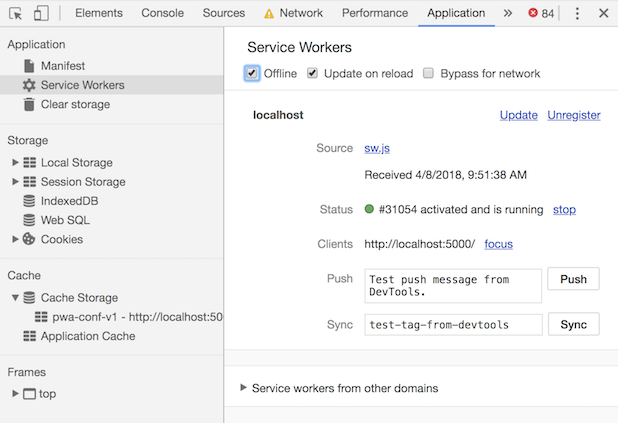 Elements Console Sources Network Performance Application » 84
Application
Manifest
Service Workers
Clear storage
Storage
Local Storage
Session Storage
IndexedDB
Web SQL
Cookies
Cache
Cache Storage
pwa-conf-v1 - http://localhost:50
Application Cache
Frames
top
Service Workers
Offline Update on reload Bypass for network
localhost Update Unregister
Source sw.js
Received 4/8/2018, 9:51:38 AM
Status #31054 activated and is running stop
Clients http://localhost:5000/ focus
Push Test push message from
DevTools. Push
Sync test-tag-from-devtools Sync
Service workers from other domains